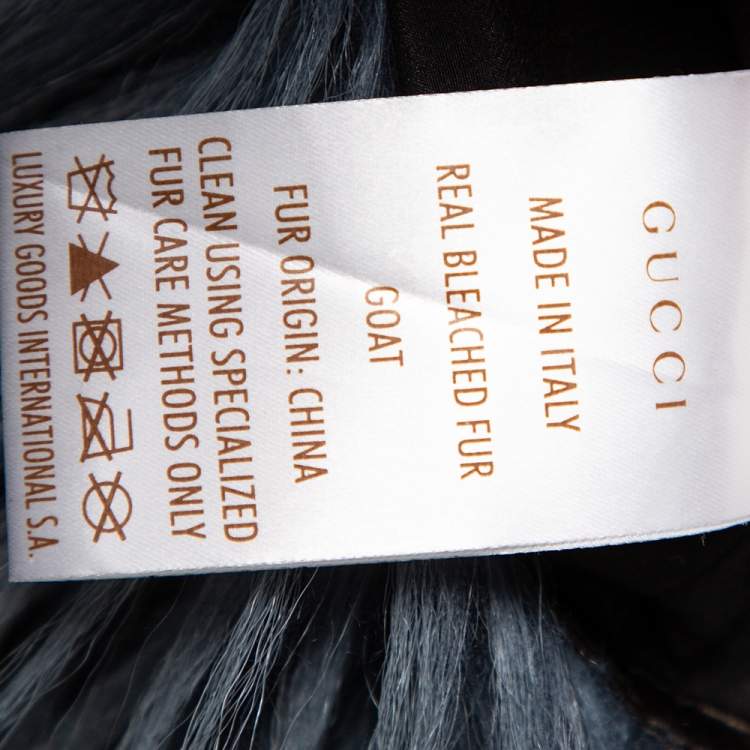 GUCCI
MADE IN ITALY
REAL BLEACHED FUR
GOAT
FUR ORIGIN: CHINA
CLEAN USING SPECIALIZED
FUR CARE METHODS ONLY
LUXURY GOODS INTERNATIONAL S.A.